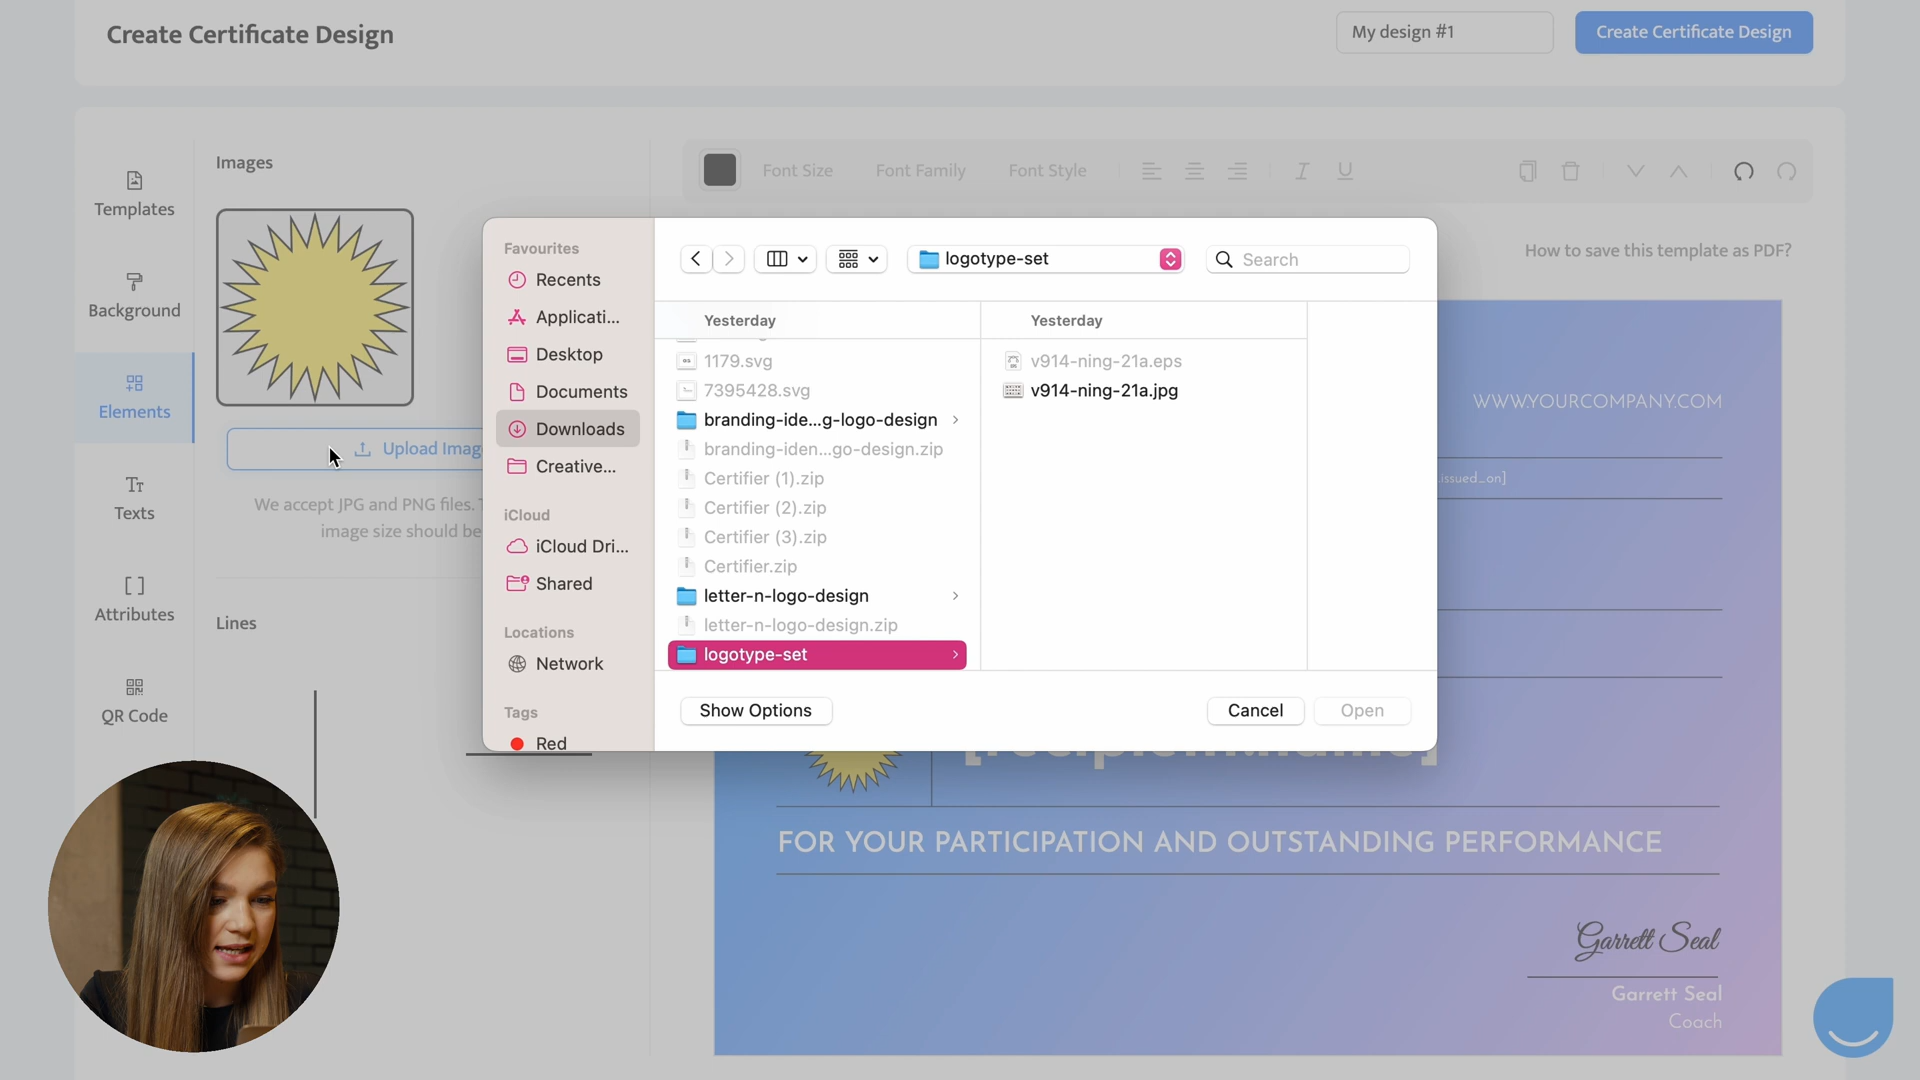 Create Certificate Design
My design #1
Create Certificate Design
Templates
Background
Elements
Texts
Attributes
QR Code
Images
Upload Imag
We accept JPG and PNG files.
image size should be
Lines
Font Size
Font Family
Font Style
How to save this template as PDF?
Favourites
Recents
Applicati...
Desktop
Documents
Downloads
Creative...
iCloud
iCloud Dri...
Shared
Locations
Network
Tags
Red
logotype-set
Search
Yesterday
1179.svg
7395428.svg
branding-ide...g-logo-design
branding-iden...go-design.zip
Certifier (1).zip
Certifier (2).zip
Certifier (3).zip
Certifier.zip
letter-n-logo-design
letter-n-logo-design.zip
logotype-set
Yesterday
v914-ning-21a.eps
v914-ning-21a.jpg
Show Options
Cancel
Open
WWW.YOURCOMPANY.COM
.issued_on]
FOR YOUR PARTICIPATION AND OUTSTANDING PERFORMANCE
Garrett Seal
Garrett Seal
Coach